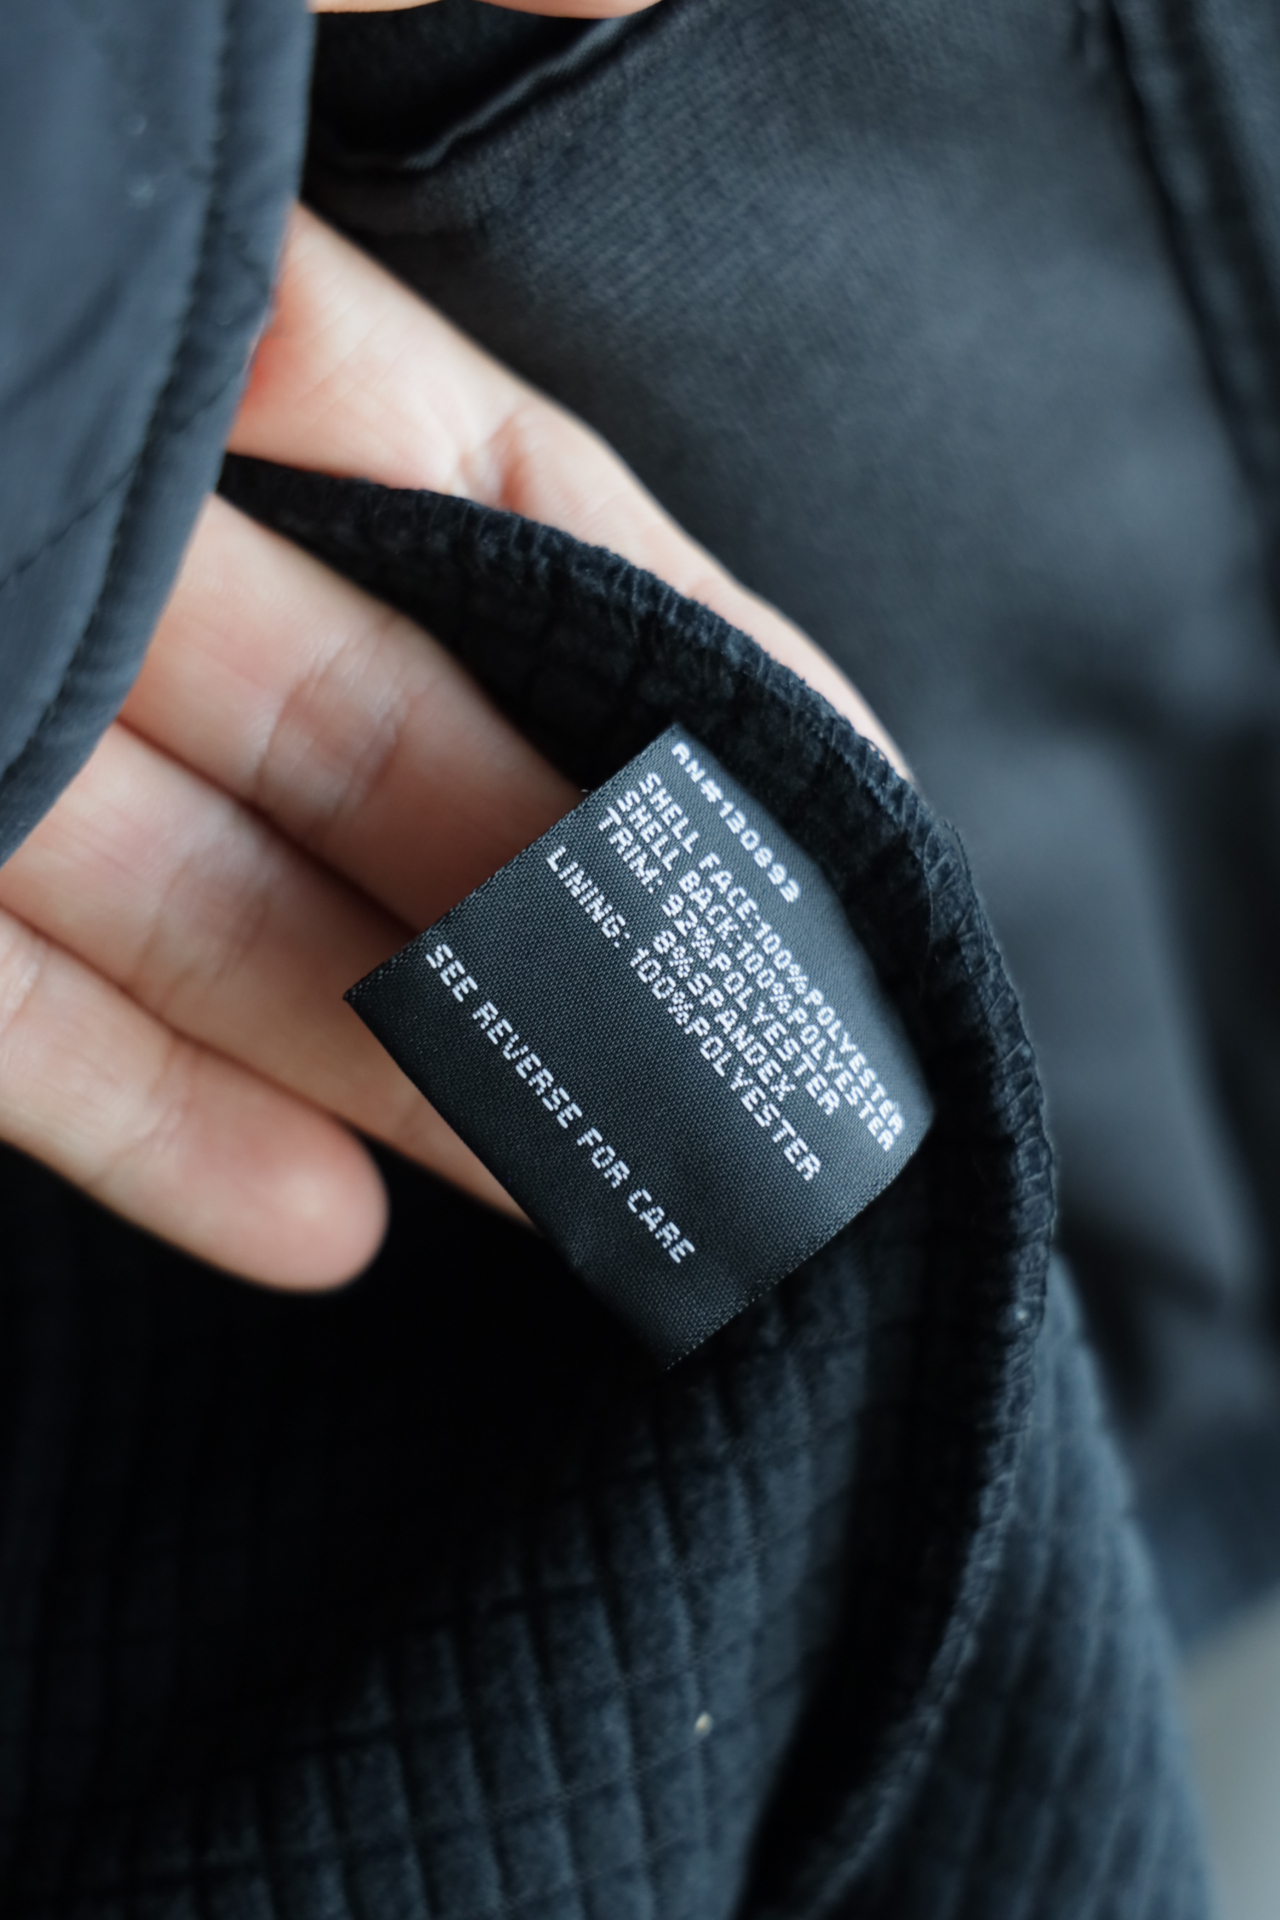 RN#130893
SHELL FACE:100%POLYESTER
SHELL BACK:100%POLYESTER
TRIM: 92%POLYESTER
8%SPANDEX
LINING: 100%POLYESTER
SEE REVERSE FOR CARE